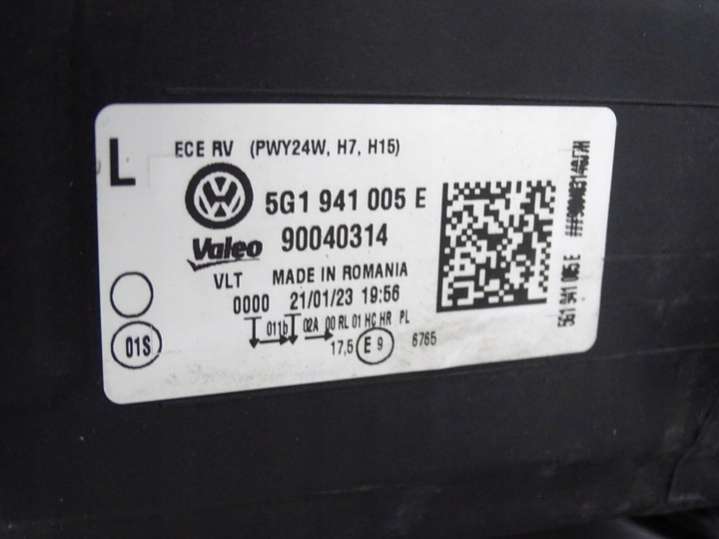 L
ECE RV (PWY24W, H7, H15)
5G1 941 005 E
Valeo 90040314
VLT MADE IN ROMANIA
0000 21/01/23 19:56
011b 02A 00 RL 01 HC HR PL
01S
17,5 E 9 6765
5G1 941 005 E